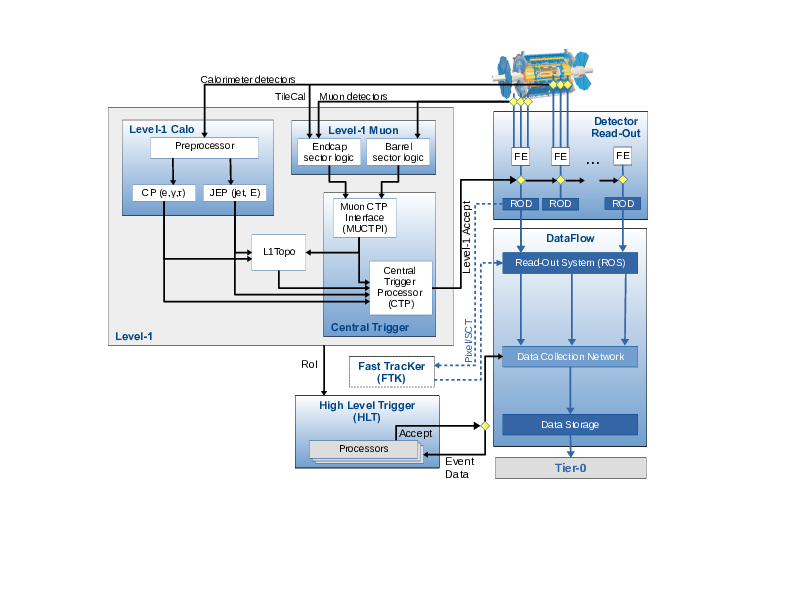 Calorimeter detectors
TileCal
Muon detectors
Level-1 Calo
Preprocessor
CP (e,γ,τ)
JEP (jet, E)
Level-1 Muon
Endcap
sector logic
Barrel
sector logic
Detector
Read-Out
FE
FE
...
FE
ROD
ROD
ROD
Muon CTP
Interface
(MUCTPI)
L1Topo
Central
Trigger
Processor
(CTP)
Central Trigger
Level-1
Level-1 Accept
DataFlow
Read-Out System (ROS)
Pixel/SCT
Data Collection Network
RoI
Fast TracKer
(FTK)
High Level Trigger
(HLT)
Accept
Processors
Event
Data
Data Storage
Tier-0